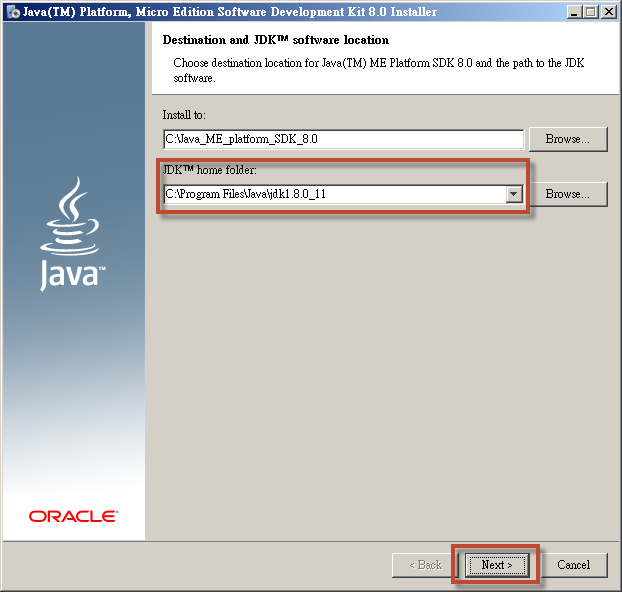 Java(TM) Platform, Micro Edition Software Development Kit 8.0 Installer
Destination and JDK™ software location
Choose destination location for Java(TM) ME Platform SDK 8.0 and the path to the JDK
software.
Install to:
C:\Java_ME_platform_SDK_8.0
Browse...
JDK™ home folder:
C:\Program Files\Java\jdk1.8.0_11
Browse...
Java™
ORACLE®
< Back
Next >
Cancel